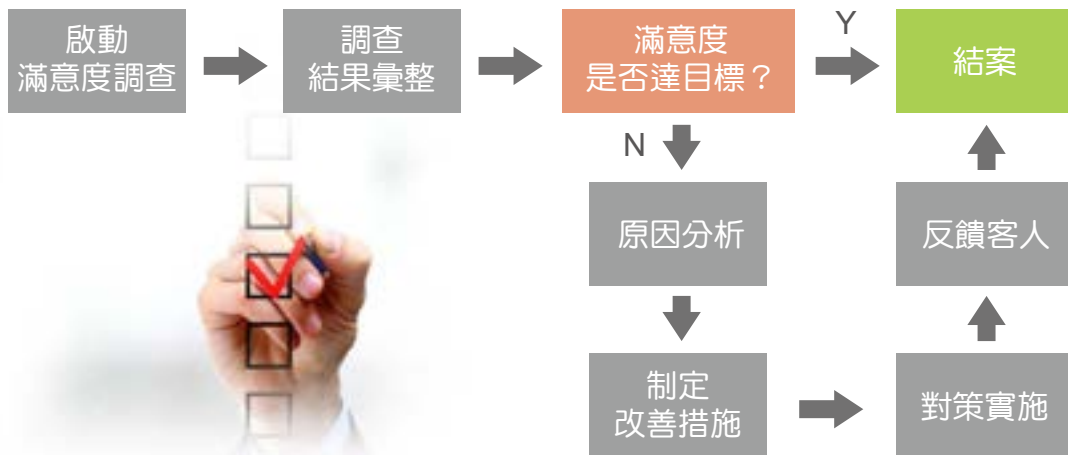 啟動
滿意度調查
調查
結果彙整
滿意度
是否達目標？
Y
結案
N
原因分析
反饋客人
制定
改善措施
對策實施